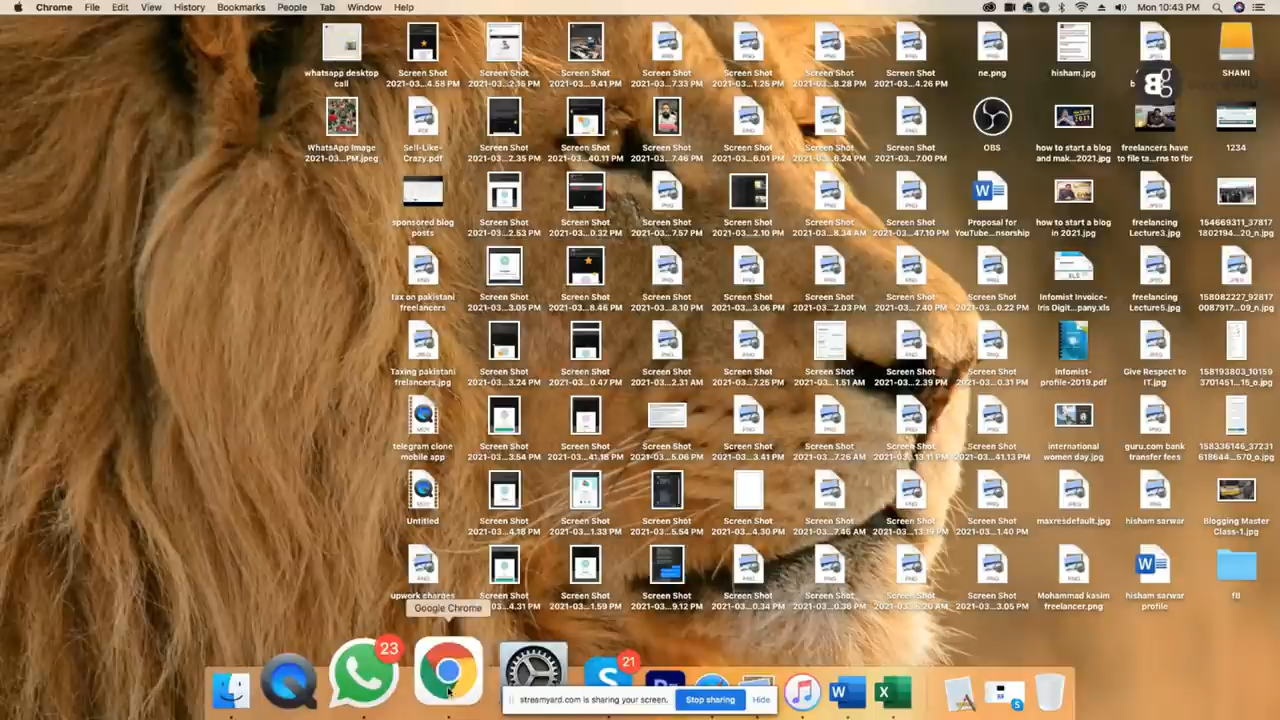 Chrome File Edit View History Bookmarks People Tab Window Help
Mon 10:43 PM
whatsapp desktop call
Screen Shot 2021-03...4.58 PM
Screen Shot 2021-03...2.15 PM
Screen Shot 2021-03...9.41 PM
Screen Shot 2021-03...7.33 PM
Screen Shot 2021-03...1.25 PM
Screen Shot 2021-03...8.28 PM
Screen Shot 2021-03...4.26 PM
ne.png
hisham.jpg
SHAMI
WhatsApp Image 2021-03...PM.jpeg
Sell-Like-Crazy.pdf
Screen Shot 2021-03...2.35 PM
Screen Shot 2021-03...40.11 PM
Screen Shot 2021-03...7.46 PM
Screen Shot 2021-03...6.01 PM
Screen Shot 2021-03...6.24 PM
Screen Shot 2021-03...7.00 PM
OBS
how to start a blog and mak...2021.jpg
freelancers have to file ta...rns to fbr
1234
sponsored blog posts
Screen Shot 2021-03...2.53 PM
Screen Shot 2021-03...0.32 PM
Screen Shot 2021-03...7.57 PM
Screen Shot 2021-03...2.10 PM
Screen Shot 2021-03...8.34 AM
Screen Shot 2021-03...47.10 PM
Proposal for YouTube...nsorship
how to start a blog in 2021.jpg
freelancing Lecture3.jpg
154669311_37817 1802194...20_n.jpg
tax on pakistani freelancers
Screen Shot 2021-03...3.05 PM
Screen Shot 2021-03...8.46 PM
Screen Shot 2021-03...8.10 PM
Screen Shot 2021-03...3.06 PM
Screen Shot 2021-03...2.03 PM
Screen Shot 2021-03...7.40 PM
Screen Shot 2021-03...0.22 PM
Infomist Invoice-Iris Digit...pany.xls
freelancing Lecture5.jpg
158082227_92817 0087917...09_n.jpg
Taxing pakistani frelancers.jpg
Screen Shot 2021-03...3.24 PM
Screen Shot 2021-03...0.47 PM
Screen Shot 2021-03...2.31 AM
Screen Shot 2021-03...7.25 PM
Screen Shot 2021-03...1.51 AM
Screen Shot 2021-03...2.39 PM
Screen Shot 2021-03...0.31 PM
infomist-profile-2019.pdf
Give Respect to IT.jpg
158193803_10159 3701451...15_o.jpg
telegram clone mobile app
Screen Shot 2021-03...3.54 PM
Screen Shot 2021-03...41.18 PM
Screen Shot 2021-03...5.06 PM
Screen Shot 2021-03...3.41 PM
Screen Shot 2021-03...7.26 AM
Screen Shot 2021-03...13.11 PM
Screen Shot 2021-03...41.13 PM
international women day.jpg
guru.com bank transfer fees
158336146_37231 618644...570_o.jpg
Untitled
Screen Shot 2021-03...4.18 PM
Screen Shot 2021-03...1.33 PM
Screen Shot 2021-03...5.54 PM
Screen Shot 2021-03...4.30 PM
Screen Shot 2021-03...7.46 AM
Screen Shot
Screen Shot 2021-03...1.40 PM
maxresdefault.jpg
hisham sarwar
Blogging Master Class-1.jpg
upwork charges
Screen Shot
Screen Shot 2021-03...1.59 PM
Screen Shot 2021-03...9.12 PM
Screen Shot 2021-03...0.34 PM
Screen Shot 2021-03...0.36 PM
Screen Shot
Screen Shot 2021-03...3.05 PM
Mohammad kasim freelancer.png
hisham sarwar profile
Google Chrome
23
21
streamyard.com is sharing your screen. Stop sharing Hide